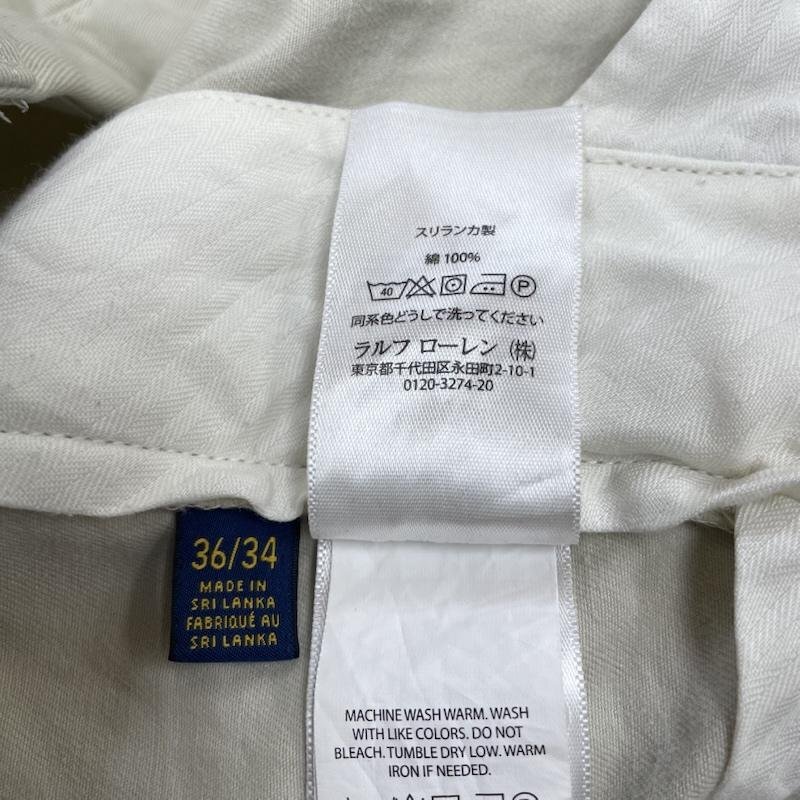 スリランカ製
綿 100%
40
P
同系色どうしで洗ってください
ラルフ ローレン (株)
東京都千代田区永田町2-10-1
0120-3274-20
36/34
MADE IN
SRI LANKA
FABRIQUÉ AU
SRI LANKA
MACHINE WASH WARM. WASH
WITH LIKE COLORS. DO NOT
BLEACH. TUMBLE DRY LOW. WARM
IRON IF NEEDED.